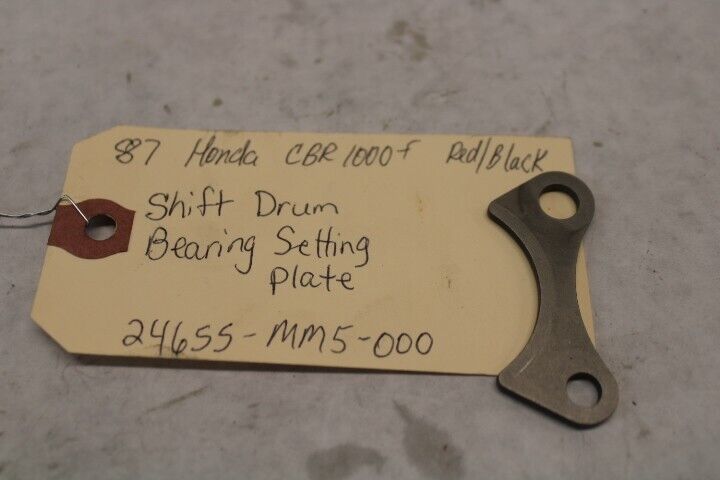 87 Honda CBR1000F Red/Black
Shift Drum
Bearing Setting
Plate
24655-MM5-000